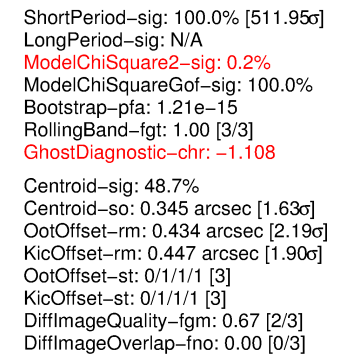 ShortPeriod−sig: 100.0% [511.95σ]
LongPeriod−sig: N/A
ModelChiSquare2−sig: 0.2%
ModelChiSquareGof−sig: 100.0%
Bootstrap−pfa: 1.21e−15
RollingBand−fgt: 1.00 [3/3]
GhostDiagnostic−chr: −1.108
Centroid−sig: 48.7%
Centroid−so: 0.345 arcsec [1.63σ]
OotOffset−rm: 0.434 arcsec [2.19σ]
KicOffset−rm: 0.447 arcsec [1.90σ]
OotOffset−st: 0/1/1/1 [3]
KicOffset−st: 0/1/1/1 [3]
DiffImageQuality−fgm: 0.67 [2/3]
DiffImageOverlap−fno: 0.00 [0/3]